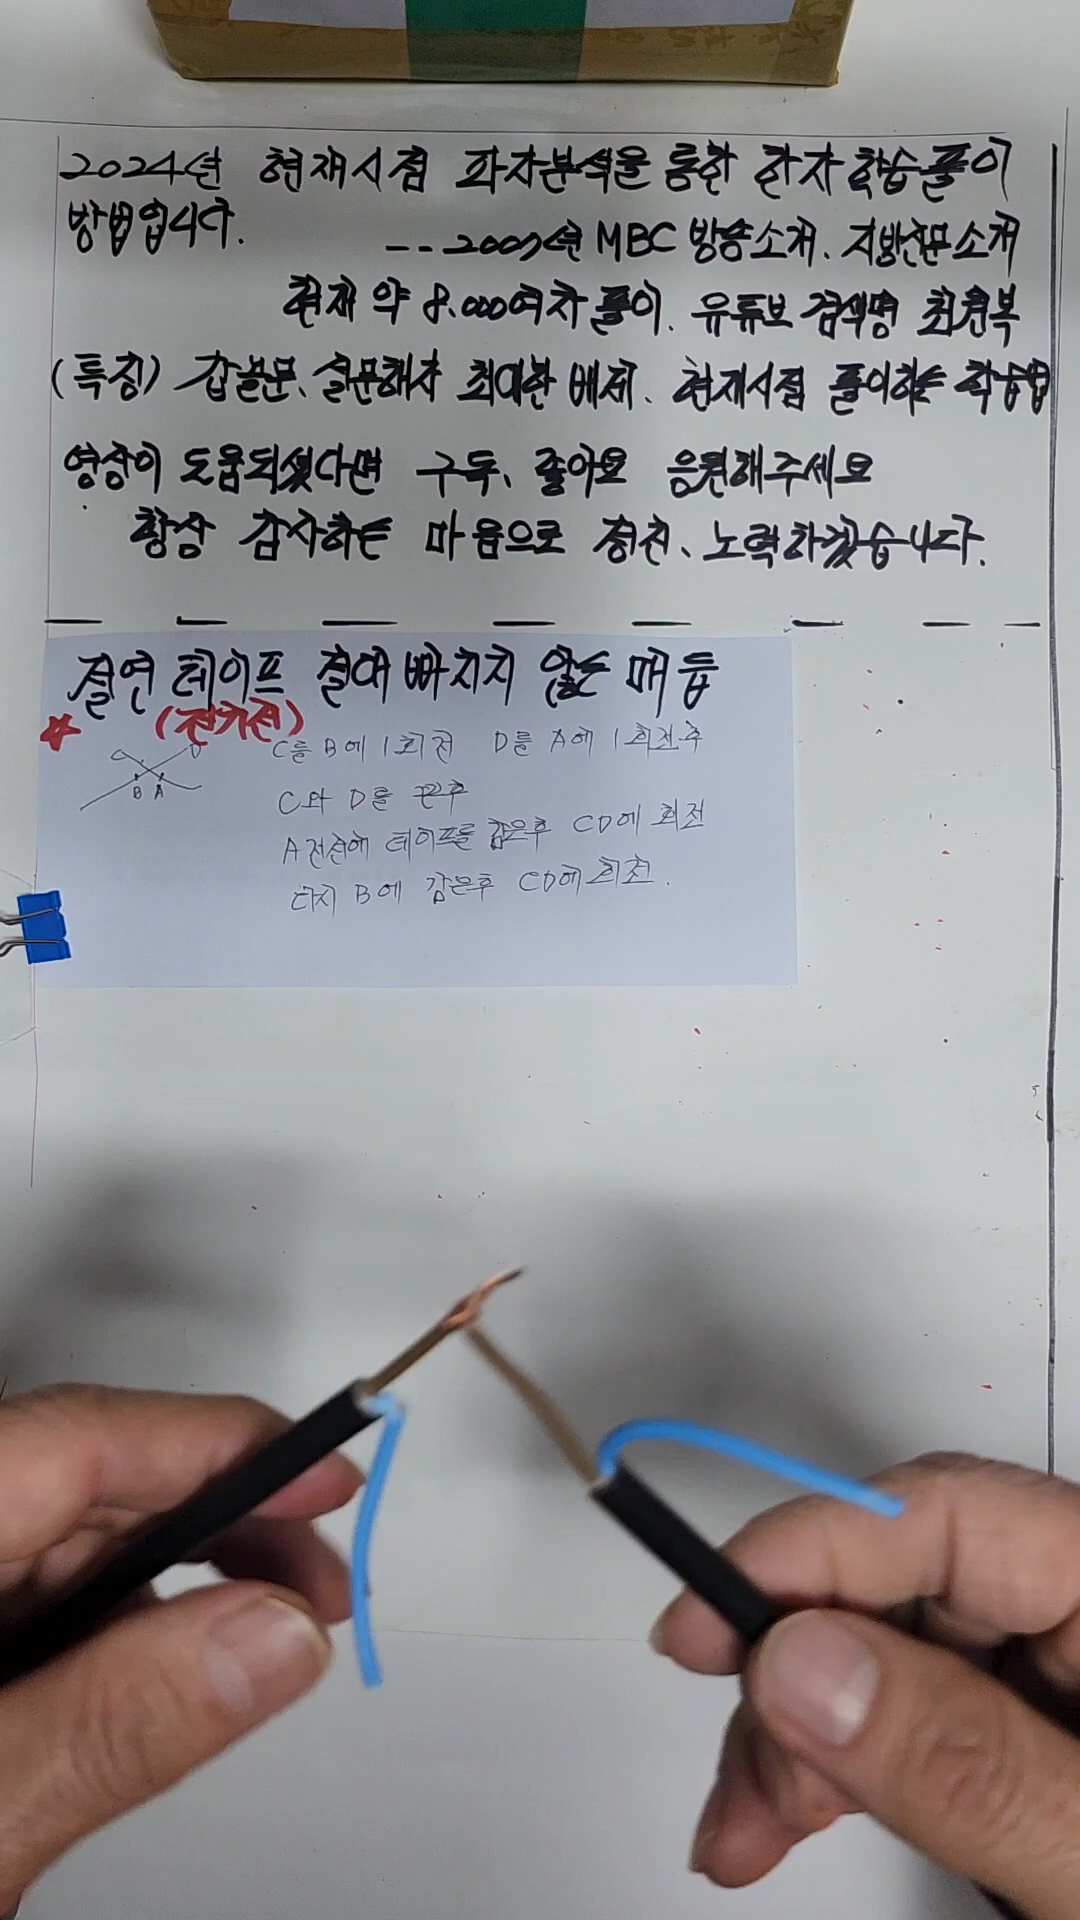 2024년 현재시점 파자분석을 통한 한자 학습풀이
방법입니다.
--- 2007년 MBC 방송소개, 지방신문소개
현재 약 8,000여자 풀이. 유튜브 검색명 최천복
(특징) 갑골문, 설문해자 최대한 배제. 현재시점 풀이하는 학습법
영상이 도움되셨다면 구독, 좋아요 응원해주세요
항상 감사하는 마음으로 정진, 노력하겠습니다.
절연 테이프 절대 빠지지 않는 매듭
(전기선)
C를 B에 1회전 D를 A에 1회전후
C D
B A
C와 D를 끈후
A전선에 테이프를 감은후 CD에 회전
다시 B에 감은후 CD에 회전.